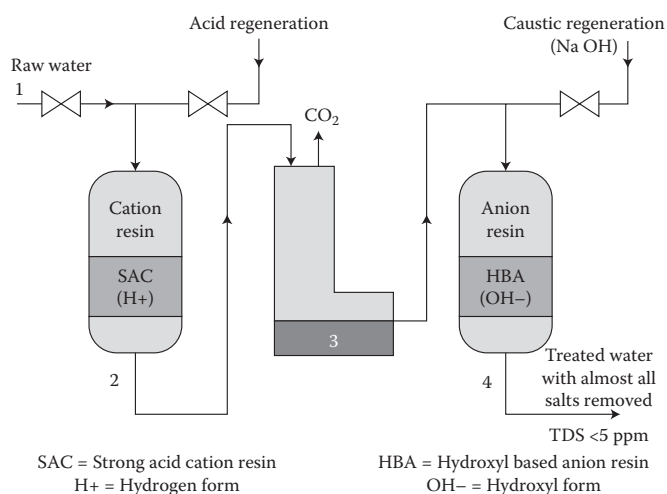 Acid regeneration
Caustic regeneration
(Na OH)
Raw water
1
CO2
Cation
resin
SAC
(H+)
Anion
resin
HBA
(OH−)
3
2
4
Treated water
with almost all
salts removed
TDS <5 ppm
SAC = Strong acid cation resin
H+ = Hydrogen form
HBA = Hydroxyl based anion resin
OH− = Hydroxyl form